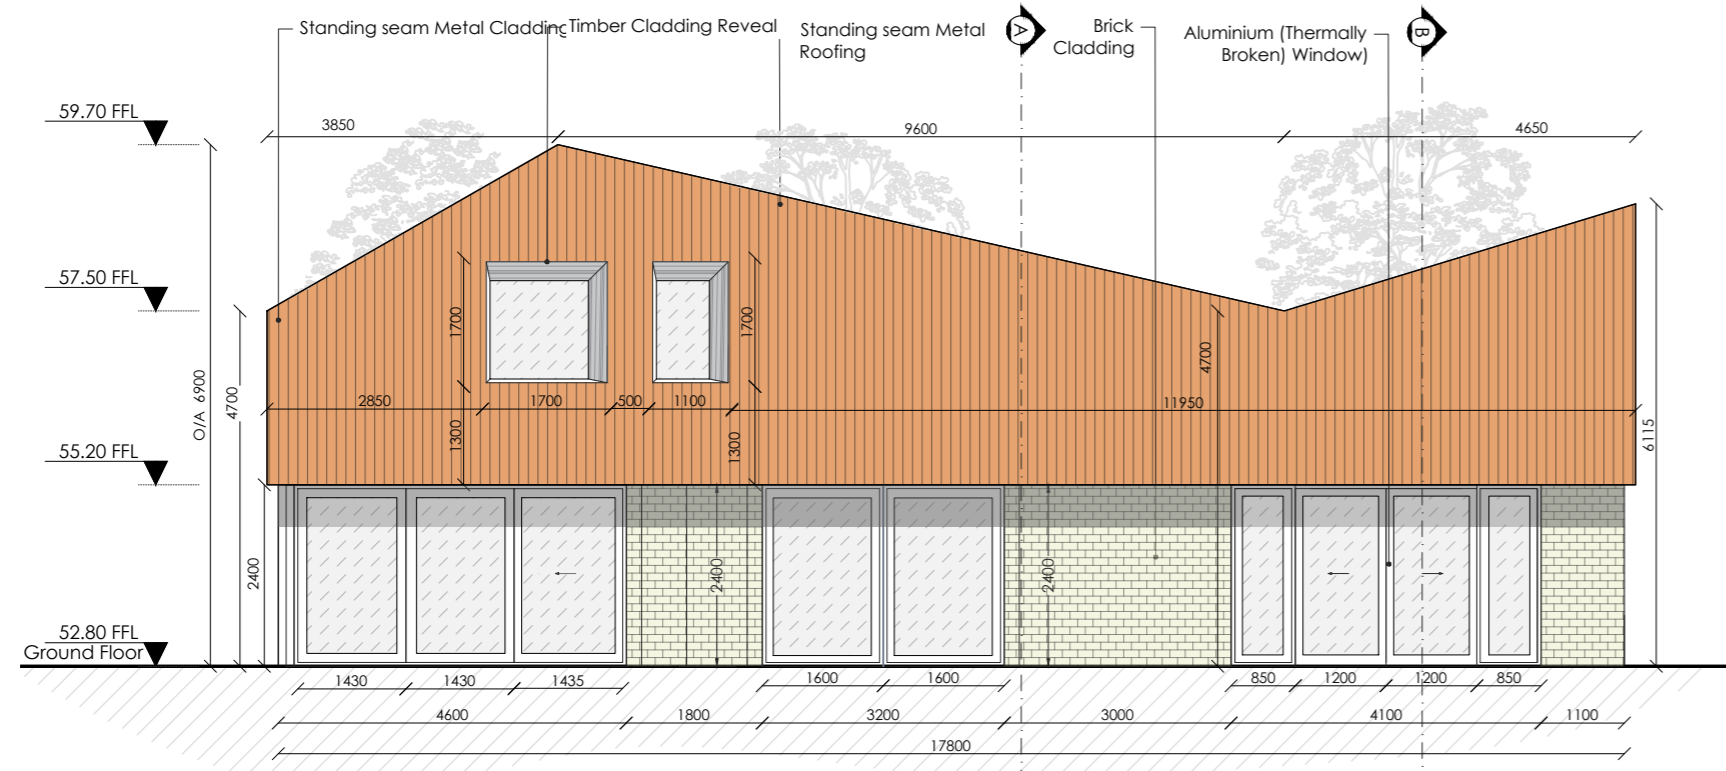 Standing seam Metal Cladding
Timber Cladding Reveal
Standing seam Metal
Roofing
A
Brick
Cladding
Aluminium (Thermally
Broken) Window)
B
59.70 FFL
3850
9600
4650
57.50 FFL
1700
1700
4700
O/A 6900
4700
2850
1700
500
1100
11950
1300
1300
6115
55.20 FFL
2400
2400
2400
52.80 FFL
Ground Floor
1430
1430
1435
1600
1600
850
1200
1200
850
4600
1800
3200
3000
4100
1100
17800